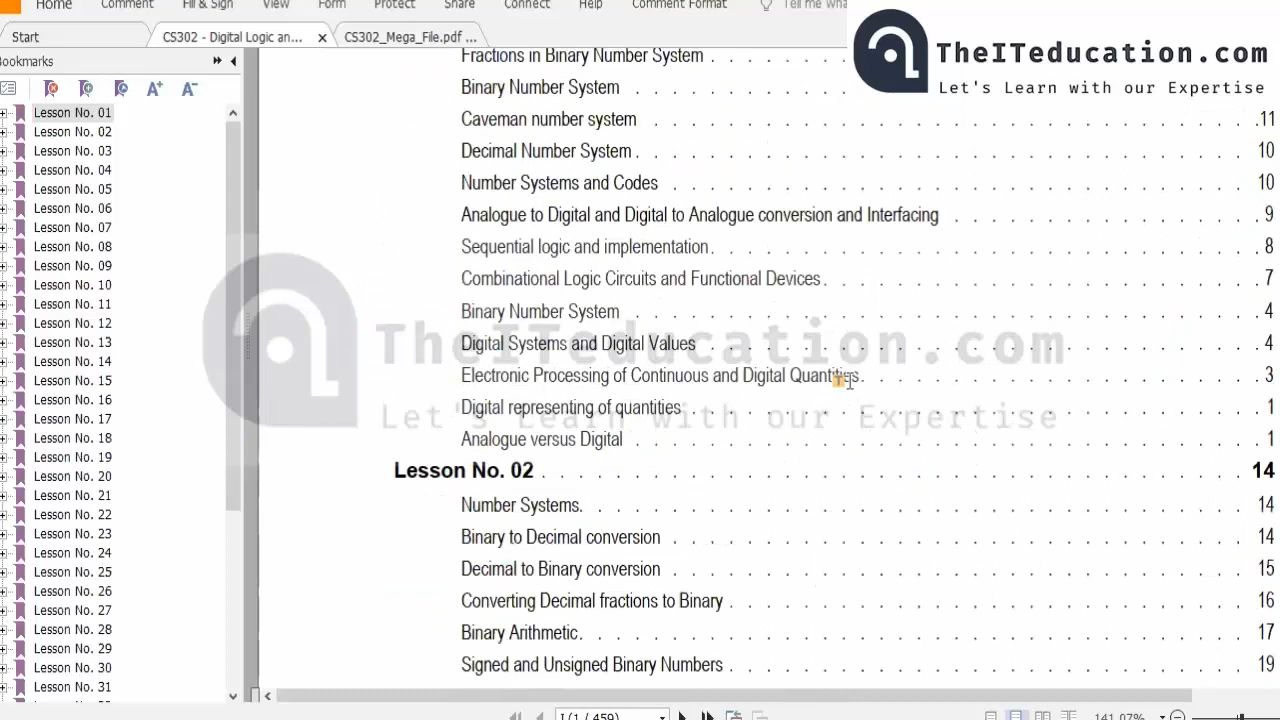 Home Comment Fill & Sign View Form Protect Share Connect Help Comment Format Tell me
Start CS302 - Digital Logic an... x CS302_Mega_File.pdf ...
TheITeducation.com
Let's Learn with our Expertise
ookmarks
Lesson No. 01
Lesson No. 02
Lesson No. 03
Lesson No. 04
Lesson No. 05
Lesson No. 06
Lesson No. 07
Lesson No. 08
Lesson No. 09
Lesson No. 10
Lesson No. 11
Lesson No. 12
Lesson No. 13
Lesson No. 14
Lesson No. 15
Lesson No. 16
Lesson No. 17
Lesson No. 18
Lesson No. 19
Lesson No. 20
Lesson No. 21
Lesson No. 22
Lesson No. 23
Lesson No. 24
Lesson No. 25
Lesson No. 26
Lesson No. 27
Lesson No. 28
Lesson No. 29
Lesson No. 30
Lesson No. 31
Fractions in Binary Number System
Binary Number System
Caveman number system . . . . . 11
Decimal Number System . . . . . 10
Number Systems and Codes . . . . . 10
Analogue to Digital and Digital to Analogue conversion and Interfacing . . . . . 9
Sequential logic and implementation . . . . . 8
Combinational Logic Circuits and Functional Devices . . . . . 7
Binary Number System . . . . . 4
Digital Systems and Digital Values . . . . . 4
Electronic Processing of Continuous and Digital Quantities . . . . . 3
Digital representing of quantities . . . . . 1
Analogue versus Digital . . . . . 1
Lesson No. 02 . . . . . 14
Number Systems. . . . . . 14
Binary to Decimal conversion . . . . . 14
Decimal to Binary conversion . . . . . 15
Converting Decimal fractions to Binary . . . . . 16
Binary Arithmetic. . . . . . 17
Signed and Unsigned Binary Numbers . . . . . 19
TheITeducation.com
Let's Learn with our Expertise
I (1 / 459) 141.07%